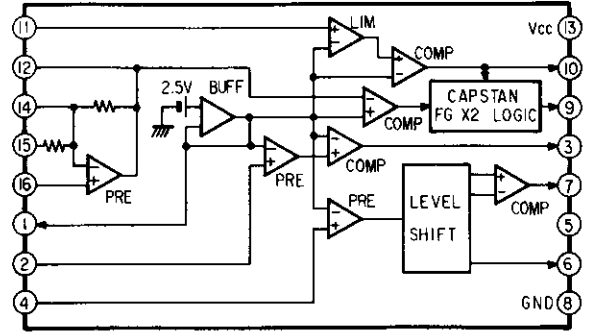 11
LIM
Vcc 13
12
COMP
10
2.5V
BUFF
14
CAPSTAN
FG X2 LOGIC
9
COMP
15
3
16
PRE
PRE
COMP
7
1
PRE
LEVEL
SHIFT
COMP
5
2
6
4
GND 8